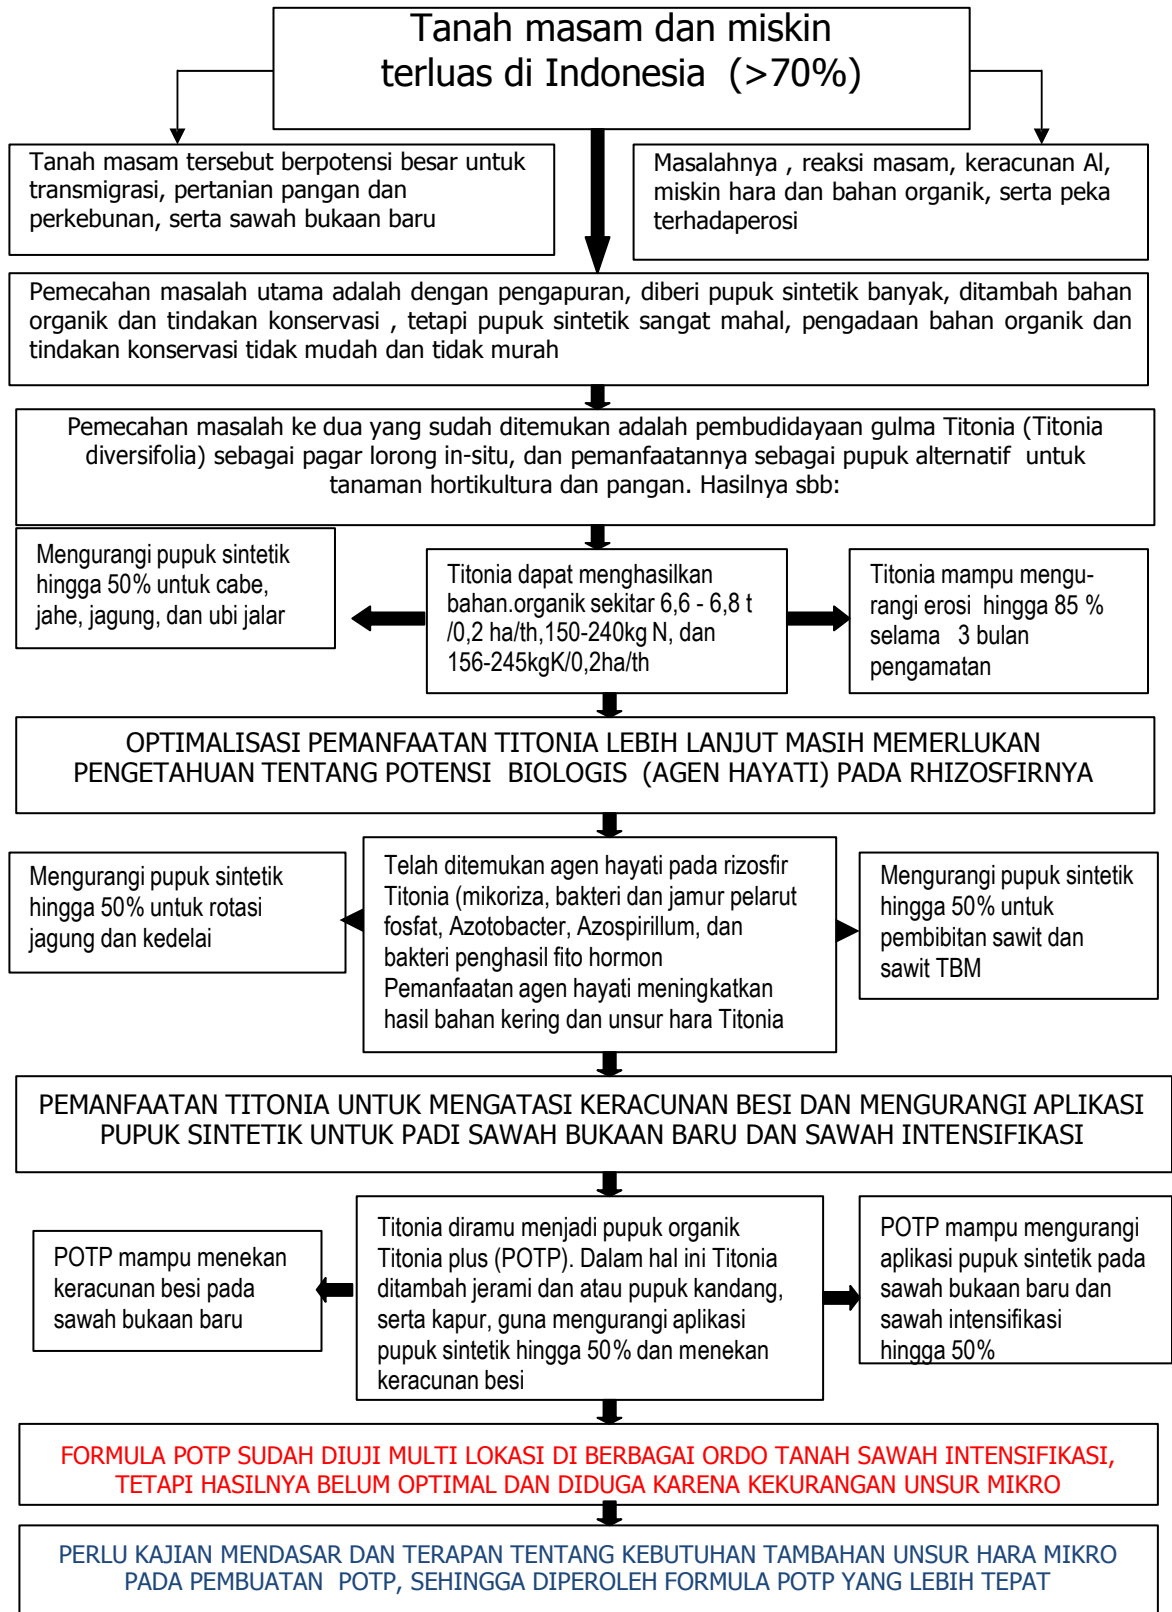 Tanah masam dan miskin
terluas di Indonesia (>70%)
Tanah masam tersebut berpotensi besar untuk
transmigrasi, pertanian pangan dan
perkebunan, serta sawah bukaan baru
Masalahnya , reaksi masam, keracunan Al,
miskin hara dan bahan organik, serta peka
terhadaperosi
Pemecahan masalah utama adalah dengan pengapuran, diberi pupuk sintetik banyak, ditambah bahan
organik dan tindakan konservasi , tetapi pupuk sintetik sangat mahal, pengadaan bahan organik dan
tindakan konservasi tidak mudah dan tidak murah
Pemecahan masalah ke dua yang sudah ditemukan adalah pembudidayaan gulma Titonia (Titonia
diversifolia) sebagai pagar lorong in-situ, dan pemanfaatannya sebagai pupuk alternatif untuk
tanaman hortikultura dan pangan. Hasilnya sbb:
Mengurangi pupuk sintetik
hingga 50% untuk cabe,
jahe, jagung, dan ubi jalar
Titonia dapat menghasilkan
bahan.organik sekitar 6,6 - 6,8 t
/0,2 ha/th,150-240kg N, dan
156-245kgK/0,2ha/th
Titonia mampu mengu-
rangi erosi hingga 85 %
selama 3 bulan
pengamatan
OPTIMALISASI PEMANFAATAN TITONIA LEBIH LANJUT MASIH MEMERLUKAN
PENGETAHUAN TENTANG POTENSI BIOLOGIS (AGEN HAYATI) PADA RHIZOSFIRNYA
Mengurangi pupuk sintetik
hingga 50% untuk rotasi
jagung dan kedelai
Telah ditemukan agen hayati pada rizosfir
Titonia (mikoriza, bakteri dan jamur pelarut
fosfat, Azotobacter, Azospirillum, dan
bakteri penghasil fito hormon
Pemanfaatan agen hayati meningkatkan
hasil bahan kering dan unsur hara Titonia
Mengurangi pupuk sintetik
hingga 50% untuk
pembibitan sawit dan
sawit TBM
PEMANFAATAN TITONIA UNTUK MENGATASI KERACUNAN BESI DAN MENGURANGI APLIKASI
PUPUK SINTETIK UNTUK PADI SAWAH BUKAAN BARU DAN SAWAH INTENSIFIKASI
POTP mampu menekan
keracunan besi pada
sawah bukaan baru
Titonia diramu menjadi pupuk organik
Titonia plus (POTP). Dalam hal ini Titonia
ditambah jerami dan atau pupuk kandang,
serta kapur, guna mengurangi aplikasi
pupuk sintetik hingga 50% dan menekan
keracunan besi
POTP mampu mengurangi
aplikasi pupuk sintetik pada
sawah bukaan baru dan
sawah intensifikasi
hingga 50%
FORMULA POTP SUDAH DIUJI MULTI LOKASI DI BERBAGAI ORDO TANAH SAWAH INTENSIFIKASI,
TETAPI HASILNYA BELUM OPTIMAL DAN DIDUGA KARENA KEKURANGAN UNSUR MIKRO
PERLU KAJIAN MENDASAR DAN TERAPAN TENTANG KEBUTUHAN TAMBAHAN UNSUR HARA MIKRO
PADA PEMBUATAN POTP, SEHINGGA DIPEROLEH FORMULA POTP YANG LEBIH TEPAT